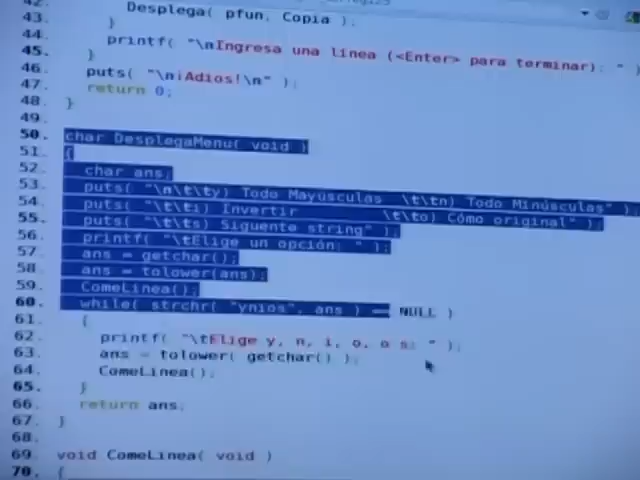 42.
43. Despliega( pfun, Copia );
44. }
printf( "\nIngresa una linea (<Enter> para terminar): " )
45. }
46. puts( "\n¡Adios!\n" );
47. return 0;
48. }
49.
50. char DesplegaMenu( void )
51. {
52. char ans;
53. puts( "\n\t\ty) Todo Mayúsculas \t\tn) Todo Minúsculas" );
54. puts( "\t\ti) Invertir \t\to) Cómo original" );
55. puts( "\t\ts) Siguente string" );
56. printf( "\tElige un opción: " );
57. ans = getchar();
58. ans = tolower(ans);
59. ComeLinea();
60. while( strchr( "ynios", ans ) == NULL )
61. {
62. printf( "\tElige y, n, i, o, o s: " );
63. ans = tolower( getchar() );
64. ComeLinea();
65. }
66. return ans;
67. }
68.
69. void ComeLinea( void )
70. {